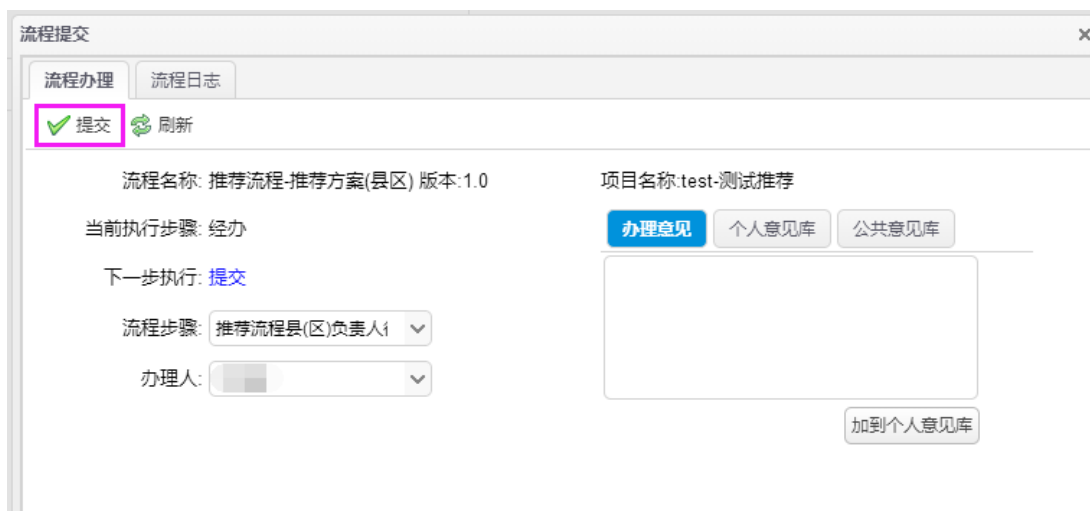 流程提交
流程办理 流程日志
提交 刷新
流程名称: 推荐流程-推荐方案(县区) 版本:1.0 项目名称:test-测试推荐
当前执行步骤: 经办 办理意见 个人意见库 公共意见库
下一步执行: 提交
流程步骤: 推荐流程县(区)负责人
办理人:
加到个人意见库